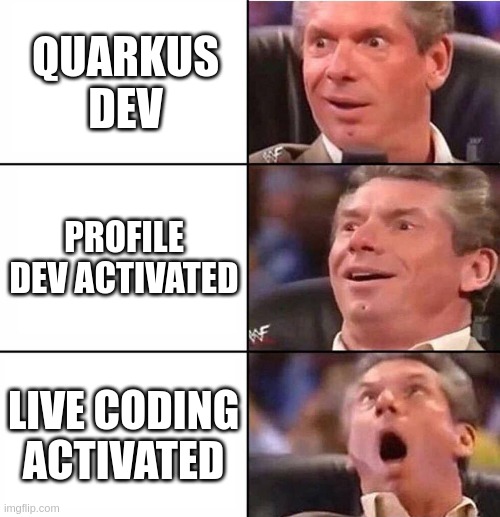 QUARKUS
DEV
PROFILE
DEV ACTIVATED
LIVE CODING
ACTIVATED
imgflip.com